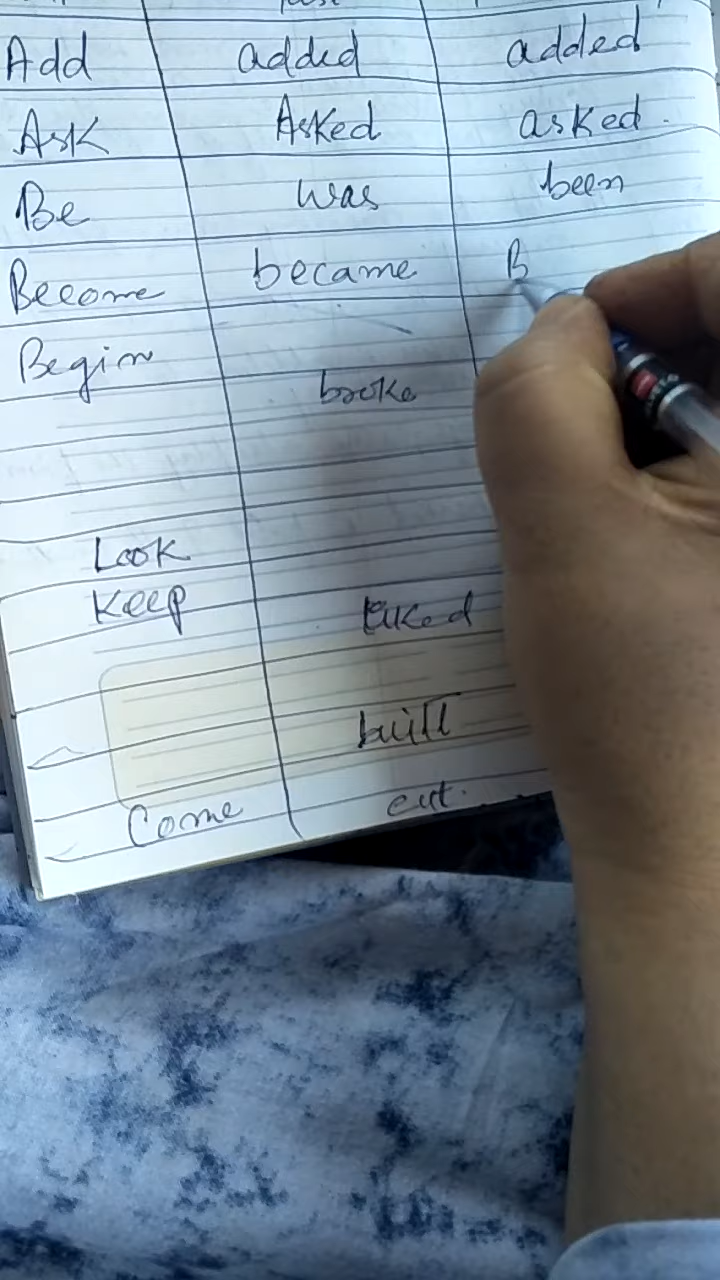 Add added added
Ask Asked asked.
Be was been
Become became B
Begin
broke
Look
Keep
liked
built
Come cut.